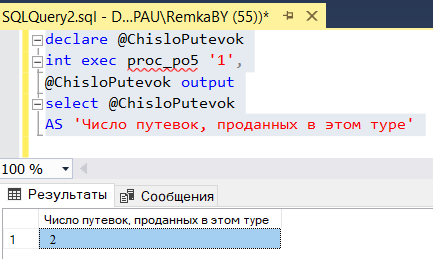 SQLQuery2.sql - D...PAU\RemkaBY (55))*
declare @ChisloPutevok
int exec proc_po5 '1',
@ChisloPutevok output
select @ChisloPutevok
AS 'Число путевок, проданных в этом туре'
100 %
Результаты Сообщения
Число путевок, проданных в этом туре
1 2